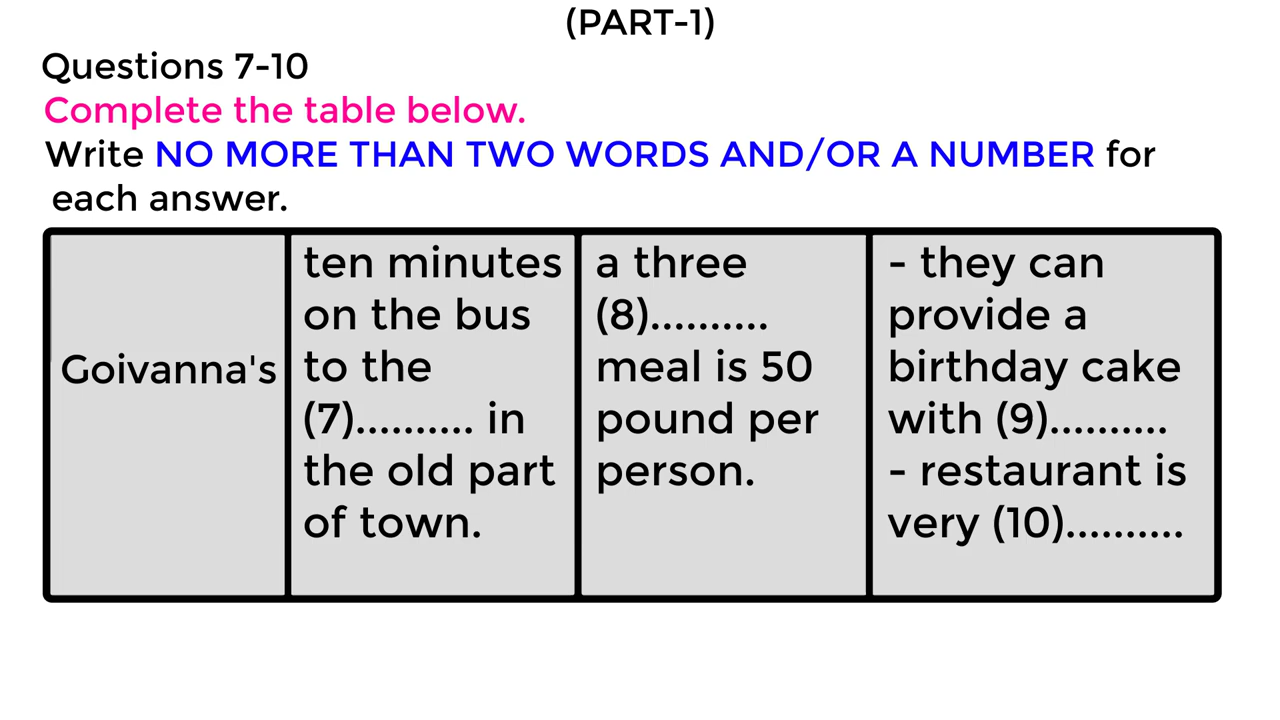 (PART-1)
Questions 7-10
Complete the table below.
Write NO MORE THAN TWO WORDS AND/OR A NUMBER for
each answer.
Goivanna's
ten minutes
on the bus
to the
(7).......... in
the old part
of town.
a three
(8)..........
meal is 50
pound per
person.
- they can
provide a
birthday cake
with (9)..........
- restaurant is
very (10)..........